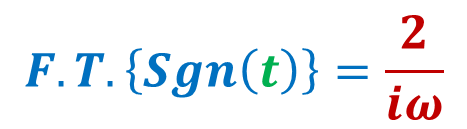 F.T.{Sgn(t)} = 2/iω